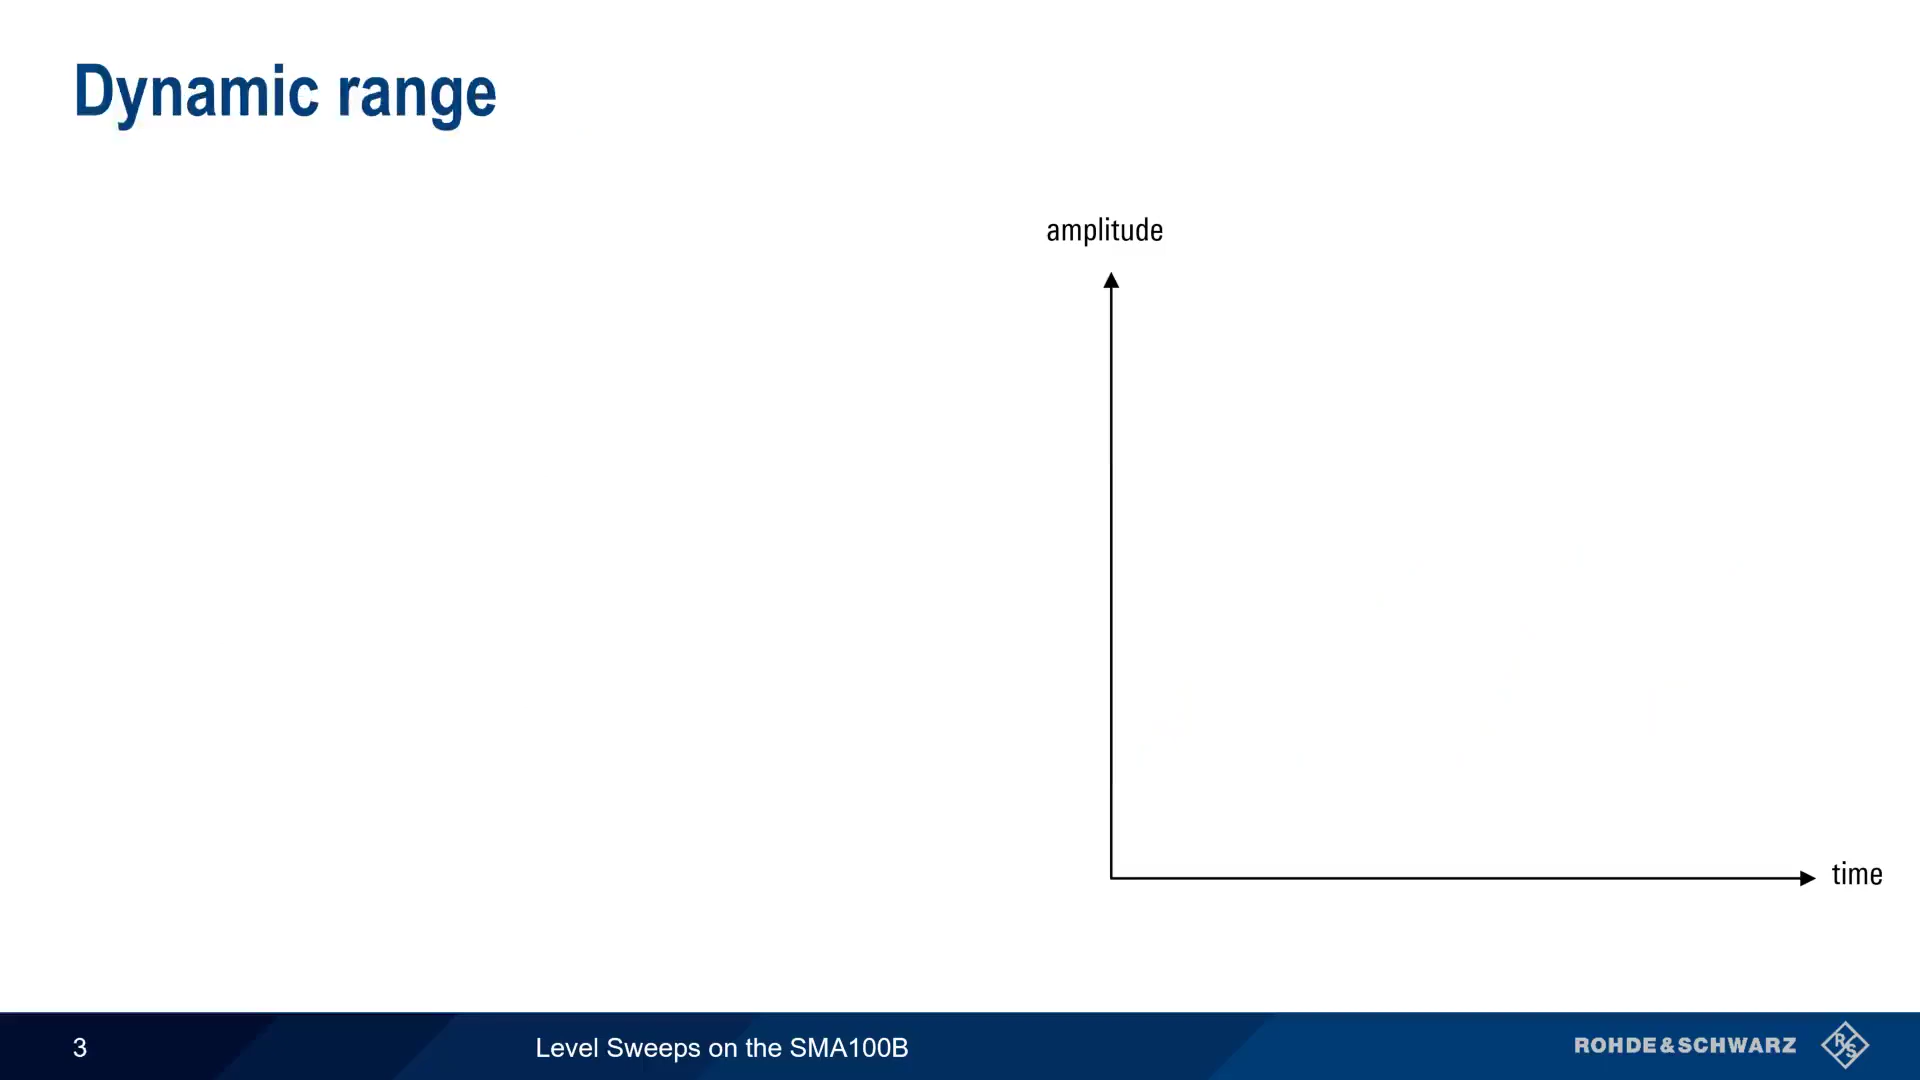 Dynamic range
amplitude
time
3
Level Sweeps on the SMA100B
ROHDE&SCHWARZ
R&S